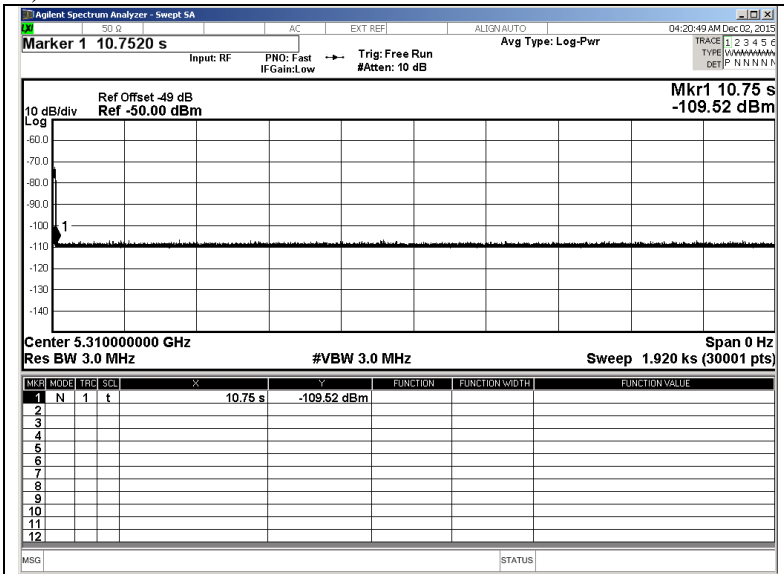 Agilent Spectrum Analyzer - Swept SA
LXI 50 Ω AC EXT REF ALIGN AUTO 04:20:49 AM Dec 02, 2015
Marker 1 10.7520 s Avg Type: Log-Pwr TRACE 1 2 3 4 5 6
Input: RF PNO: Fast Trig: Free Run TYPE
IFGain:Low #Atten: 10 dB DET P N N N N N
Mkr1 10.75 s
Ref Offset -49 dB
10 dB/div Ref -50.00 dBm -109.52 dBm
Log
-60.0
-70.0
-80.0
-90.0
-100
1
-110
-120
-130
-140
Center 5.310000000 GHz Span 0 Hz
Res BW 3.0 MHz #VBW 3.0 MHz Sweep 1.920 ks (30001 pts)
MKR MODE TRC SCL X Y FUNCTION FUNCTION WIDTH FUNCTION VALUE
1 N 1 t 10.75 s -109.52 dBm
2
3
4
5
6
7
8
9
10
11
12
MSG STATUS